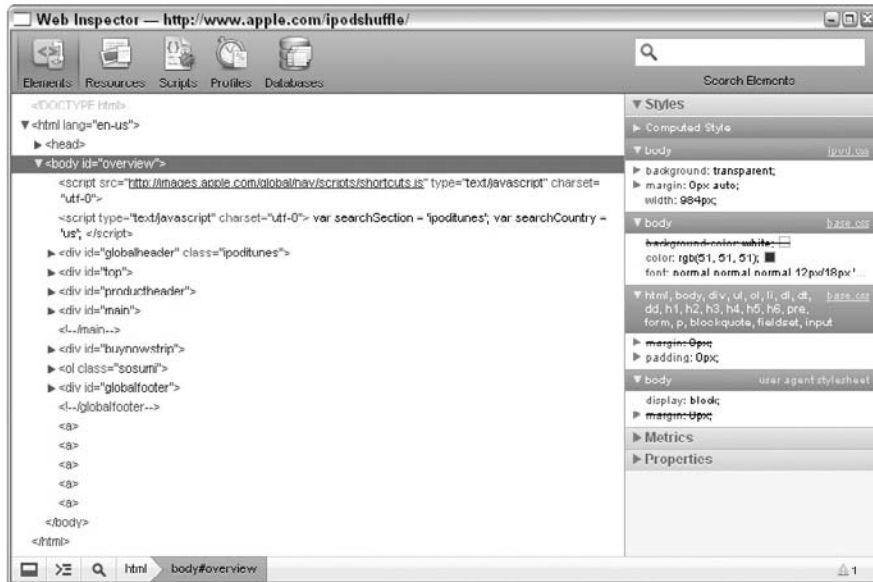 Web Inspector — http://www.apple.com/ipodshuffle/
Elements Resources Scripts Profiles Databases
Search Elements
<!DOCTYPE html>
▼<html lang="en-us">
▶<head>
▼<body id="overview">
<script src="http://images.apple.com/global/nav/scripts/shortcuts.js" type="text/javascript" charset=
"utf-0">
<script type="text/javascript" charset="utf-0"> var searchSection = 'ipoditunes'; var searchCountry =
'us'; </script>
▶<div id="globalheader" class="ipoditunes">
▶<div id="top">
▶<div id="productheader">
▶<div id="main">
<!--/main-->
▶<div id="buynowstrip">
▶<ol class="sosumi">
▶<div id="globalfooter">
<!--/globalfooter-->
<a>
<a>
<a>
<a>
<a>
</body>
</html>
▼ Styles
▶ Computed Style
▼ body ipod.css
▶ background: transparent;
▶ margin: 0px auto;
width: 984px;
▼ body base.css
background-color: white;
color: rgb(51, 51, 51);
font: normal normal normal 12px/18px '...
▼ html, body, div, ul, ol, li, dl, dt, base.css
dd, h1, h2, h3, h4, h5, h6, pre,
form, p, blockquote, fieldset, input
▶ margin: 0px;
▶ padding: 0px;
▼ body user agent stylesheet
display: block;
▶ margin: 0px;
▶ Metrics
▶ Properties
html body#overview
1